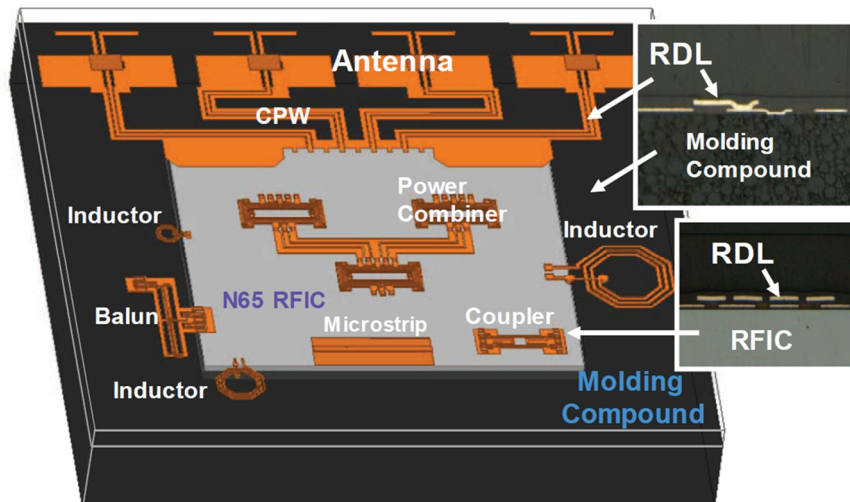 Antenna
CPW
RDL
Molding
Compound
Power
Combiner
Inductor
Inductor
N65 RFIC
Balun
Microstrip
Coupler
Inductor
RDL
RFIC
Molding
Compound